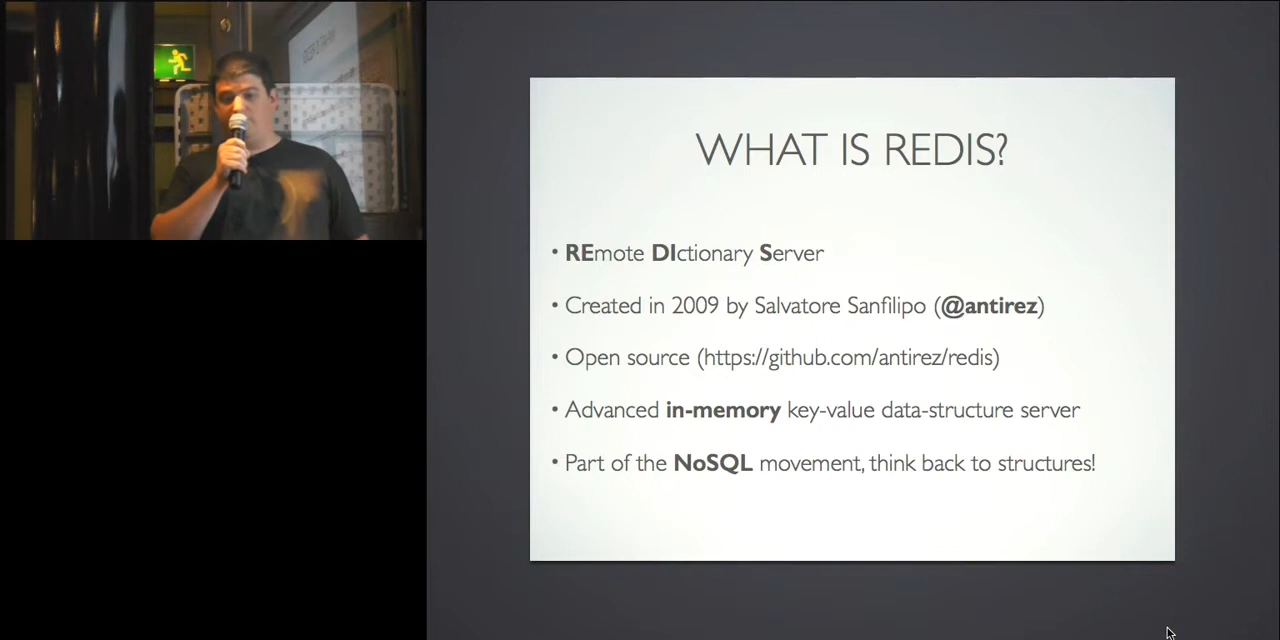 WHAT IS REDIS?
• REmote DIctionary Server
• Created in 2009 by Salvatore Sanfilipo (@antirez)
• Open source (https://github.com/antirez/redis)
• Advanced in-memory key-value data-structure server
• Part of the NoSQL movement, think back to structures!